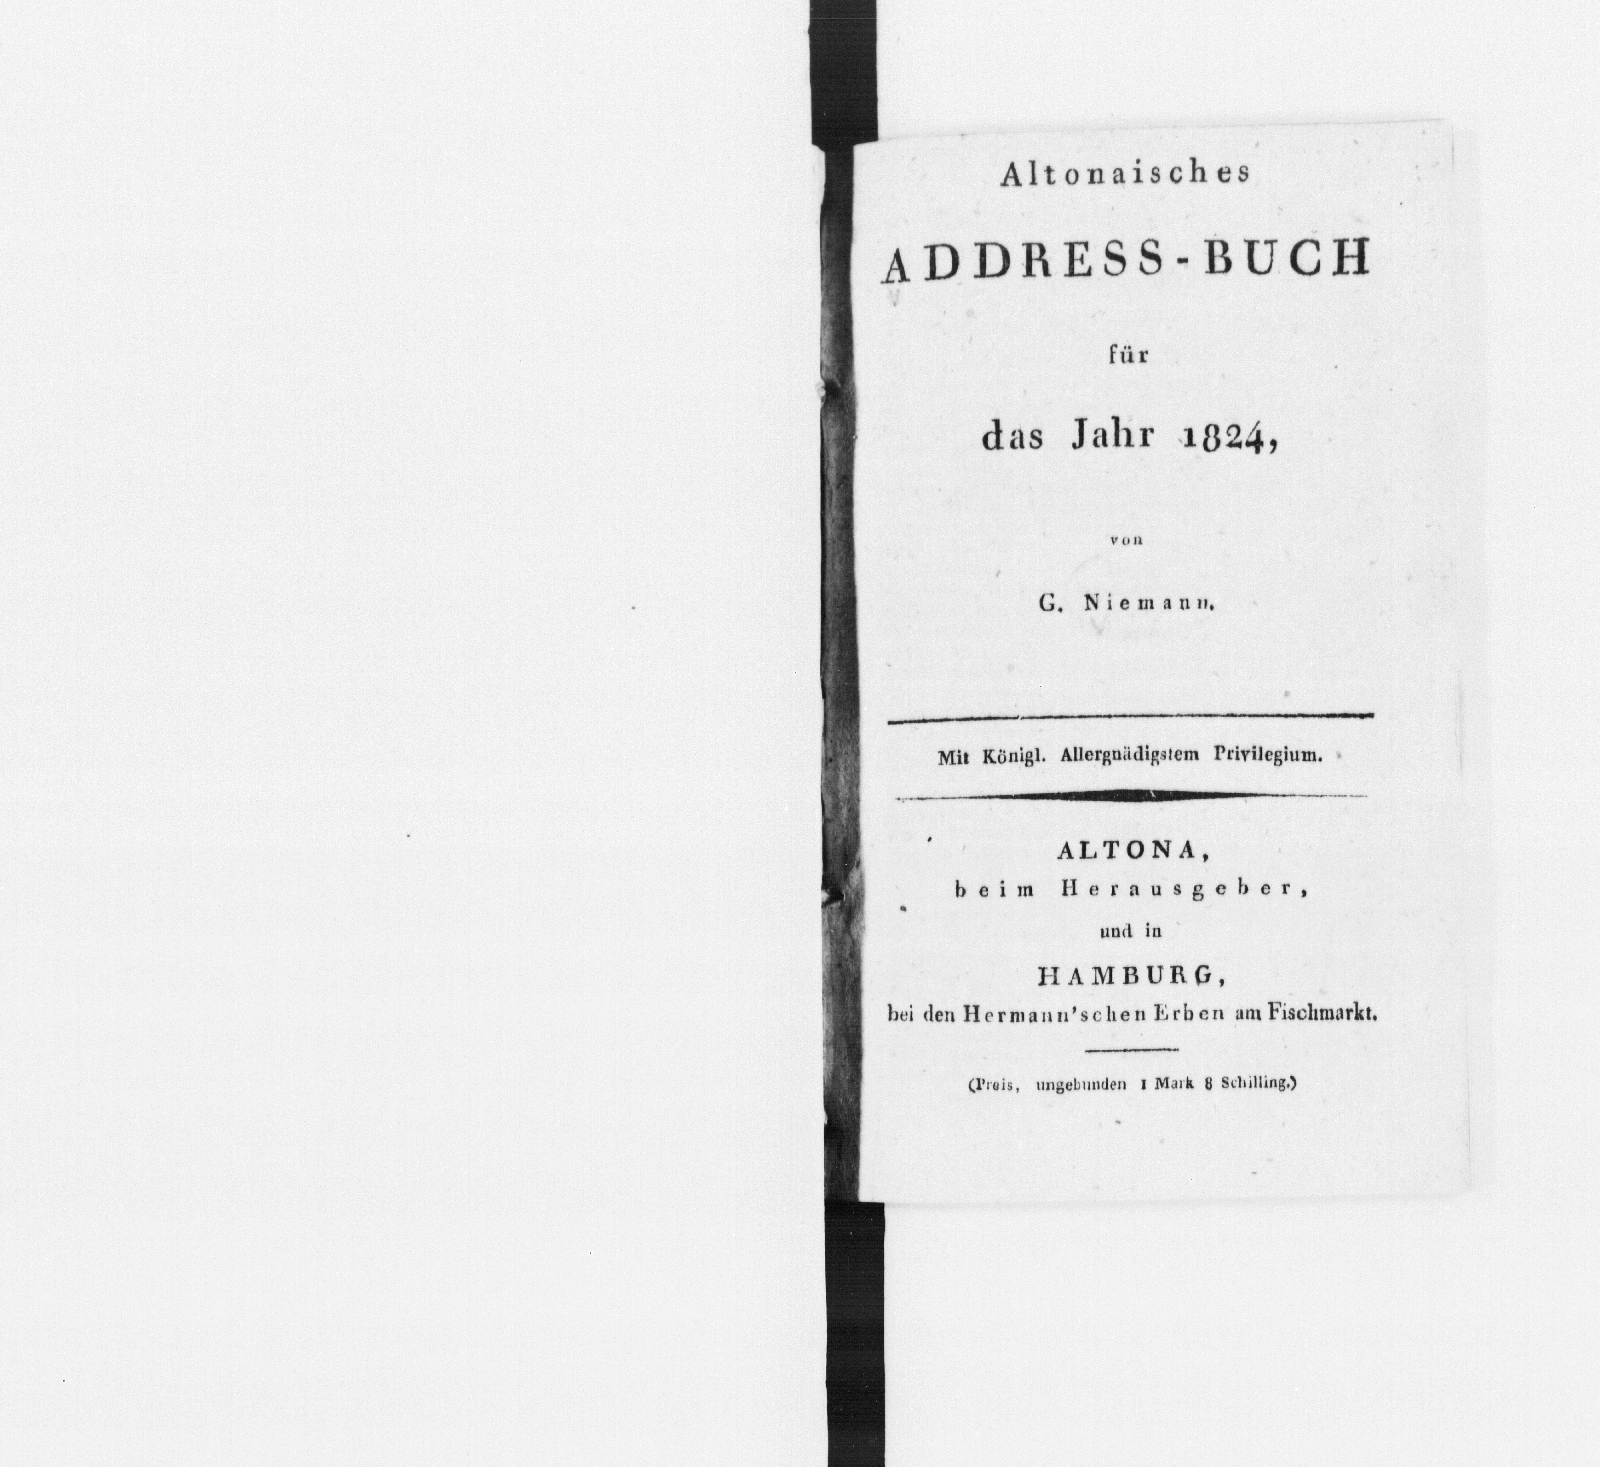 Altonaisches
ADDRESS-BUCH
für
das Jahr 1824,
von
G. Niemann.
Mit Königl. Allergnädigstem Privilegium.
ALTONA,
beim Herausgeber,
und in
HAMBURG,
bei den Hermann'schen Erben am Fischmarkt.
(Preis, ungebunden 1 Mark 8 Schilling.)